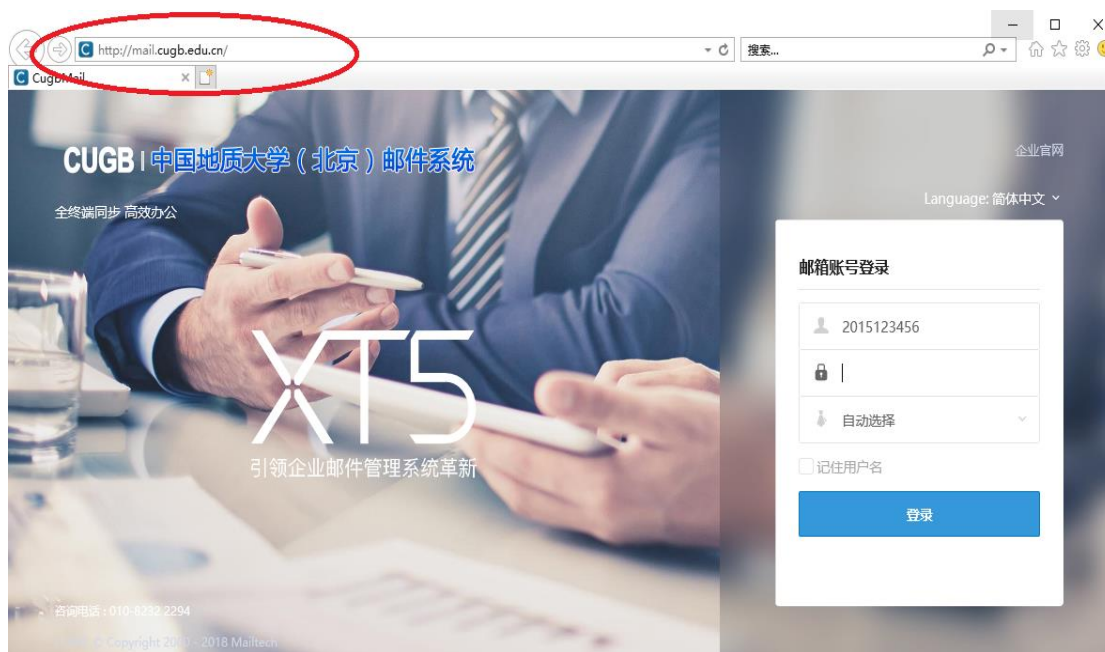 http://mail.cugb.edu.cn/
搜索...
CugbMail
CUGB | 中国地质大学（北京）邮件系统
企业官网
Language: 简体中文
全终端同步 高效办公
邮箱账号登录
2015123456
自动选择
记住用户名
登录
XT5
引领企业邮件管理系统革新
咨询电话 : 010-8232 2294
Copyright 2000 - 2018 Mailtech